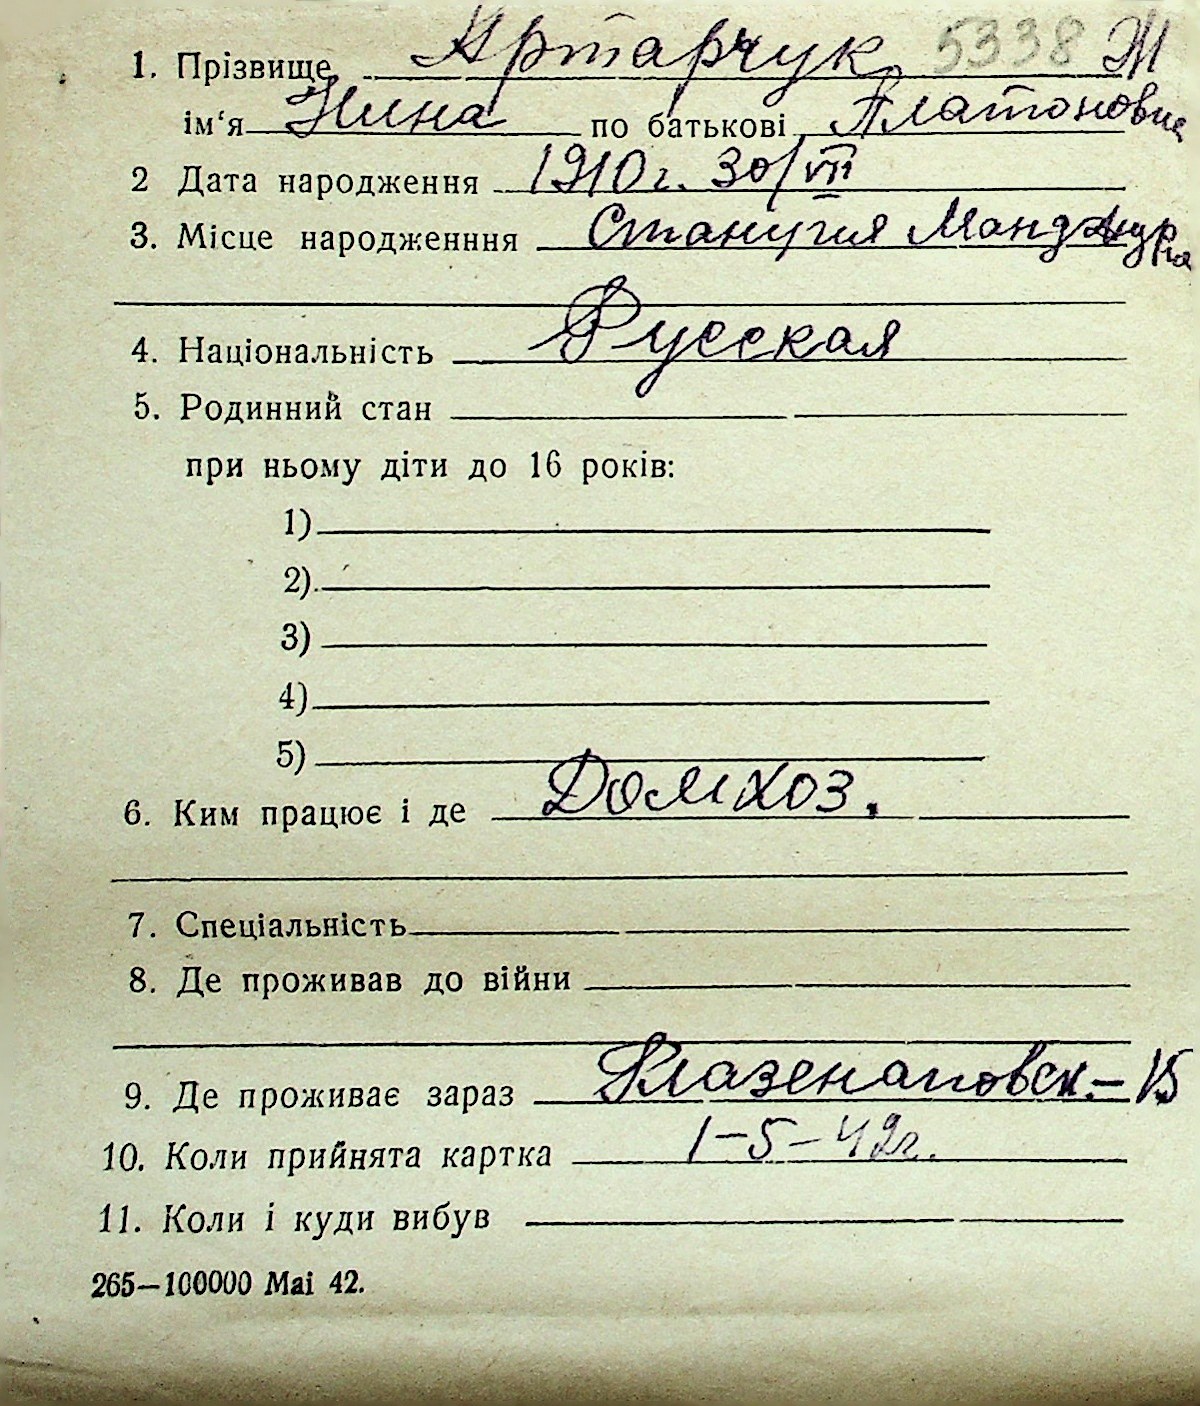 1. Прізвище Артарчук 5338 Ж
ім‘я Нина по батькові Платоновна
2 Дата народження 1910 г. 30/VII
3. Місце народженння Манджурка
4. Національність Русская
5. Родинний стан
при ньому діти до 16 років:
1)
2)
3)
4)
5)
6. Ким працює і де Домхоз.
7. Спеціальність
8. Де проживав до війни
9. Де проживає зараз Глазенаповск.–15
10. Коли прийнята картка 1–5–42г.
11. Коли і куди вибув
265–100000 Mai 42.